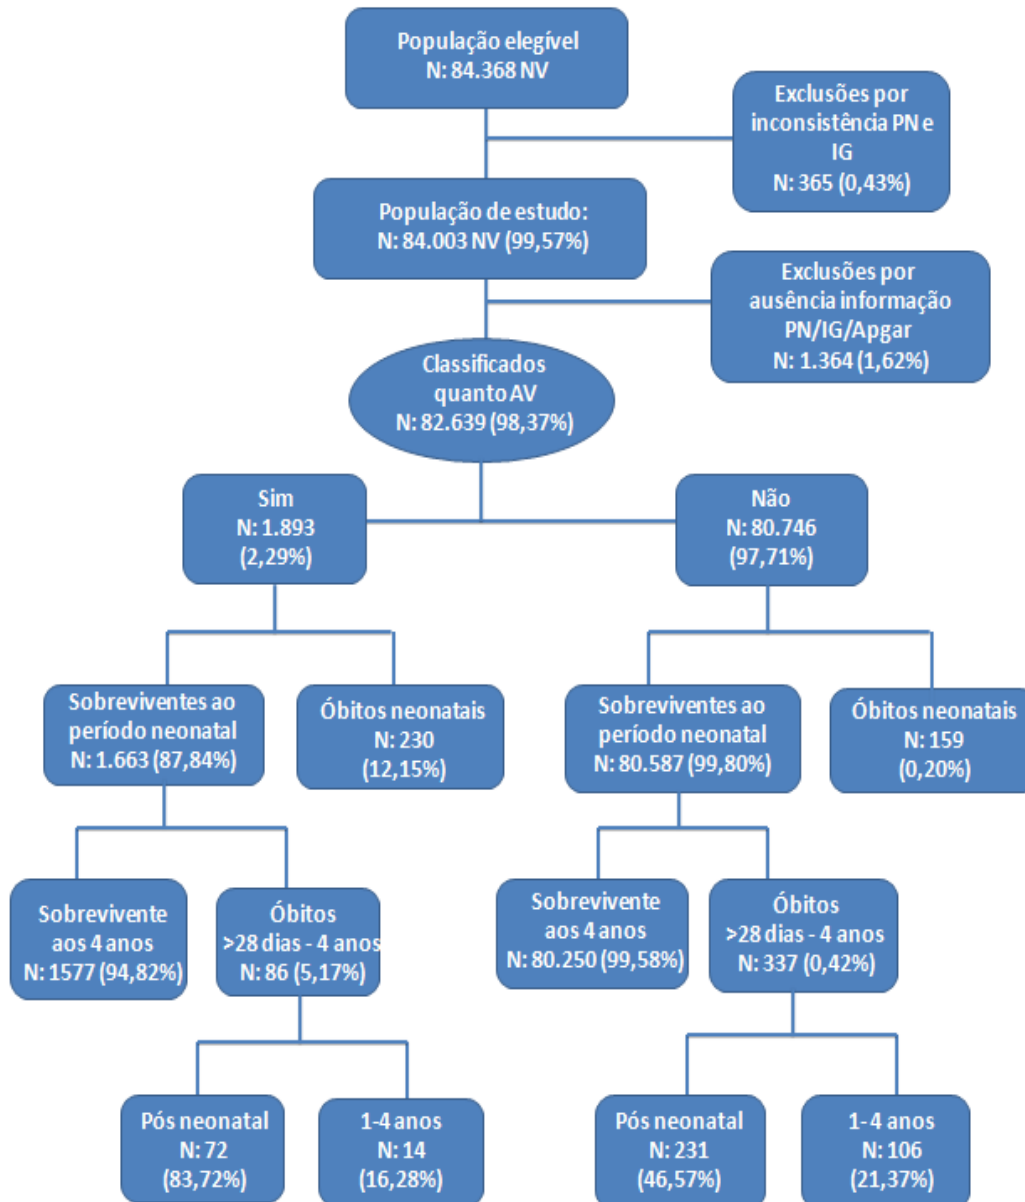 População elegível
N: 84.368 NV
Exclusões por
inconsistência PN e
IG
N: 365 (0,43%)
População de estudo:
N: 84.003 NV (99,57%)
Exclusões por
ausência informação
PN/IG/Apgar
N: 1.364 (1,62%)
Classificados
quanto AV
N: 82.639 (98,37%)
Sim
N: 1.893
(2,29%)
Não
N: 80.746
(97,71%)
Sobreviventes ao
período neonatal
N: 1.663 (87,84%)
Óbitos neonatais
N: 230
(12,15%)
Sobreviventes ao
período neonatal
N: 80.587 (99,80%)
Óbitos neonatais
N: 159
(0,20%)
Sobrevivente
aos 4 anos
N: 1577 (94,82%)
Óbitos
>28 dias - 4 anos
N: 86 (5,17%)
Sobrevivente
aos 4 anos
N: 80.250 (99,58%)
Óbitos
>28 dias - 4 anos
N: 337 (0,42%)
Pós neonatal
N: 72
(83,72%)
1-4 anos
N: 14
(16,28%)
Pós neonatal
N: 231
(46,57%)
1- 4 anos
N: 106
(21,37%)